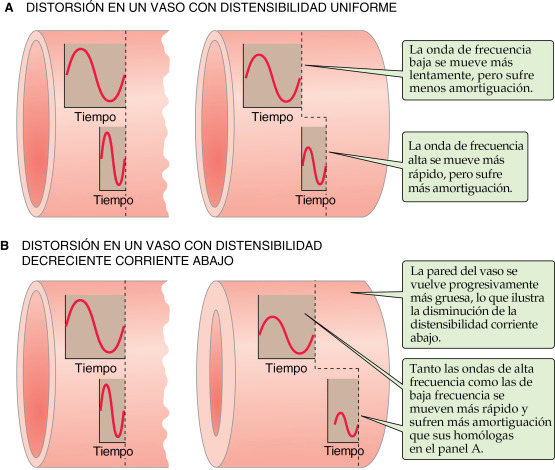 A DISTORSIÓN EN UN VASO CON DISTENSIBILIDAD UNIFORME
Tiempo
Tiempo
Tiempo
Tiempo
La onda de frecuencia
baja se mueve más
lentamente, pero sufre
menos amortiguación.
La onda de frecuencia
alta se mueve más
rápido, pero sufre
más amortiguación.
B DISTORSIÓN EN UN VASO CON DISTENSIBILIDAD
DECRECIENTE CORRIENTE ABAJO
Tiempo
Tiempo
Tiempo
Tiempo
La pared del vaso se
vuelve progresivamente
más gruesa, lo que ilustra
la disminución de la
distensibilidad corriente
abajo.
Tanto las ondas de alta
frecuencia como las de
baja frecuencia se
mueven más rápido y
sufren más amortiguación
que sus homólogas
en el panel A.